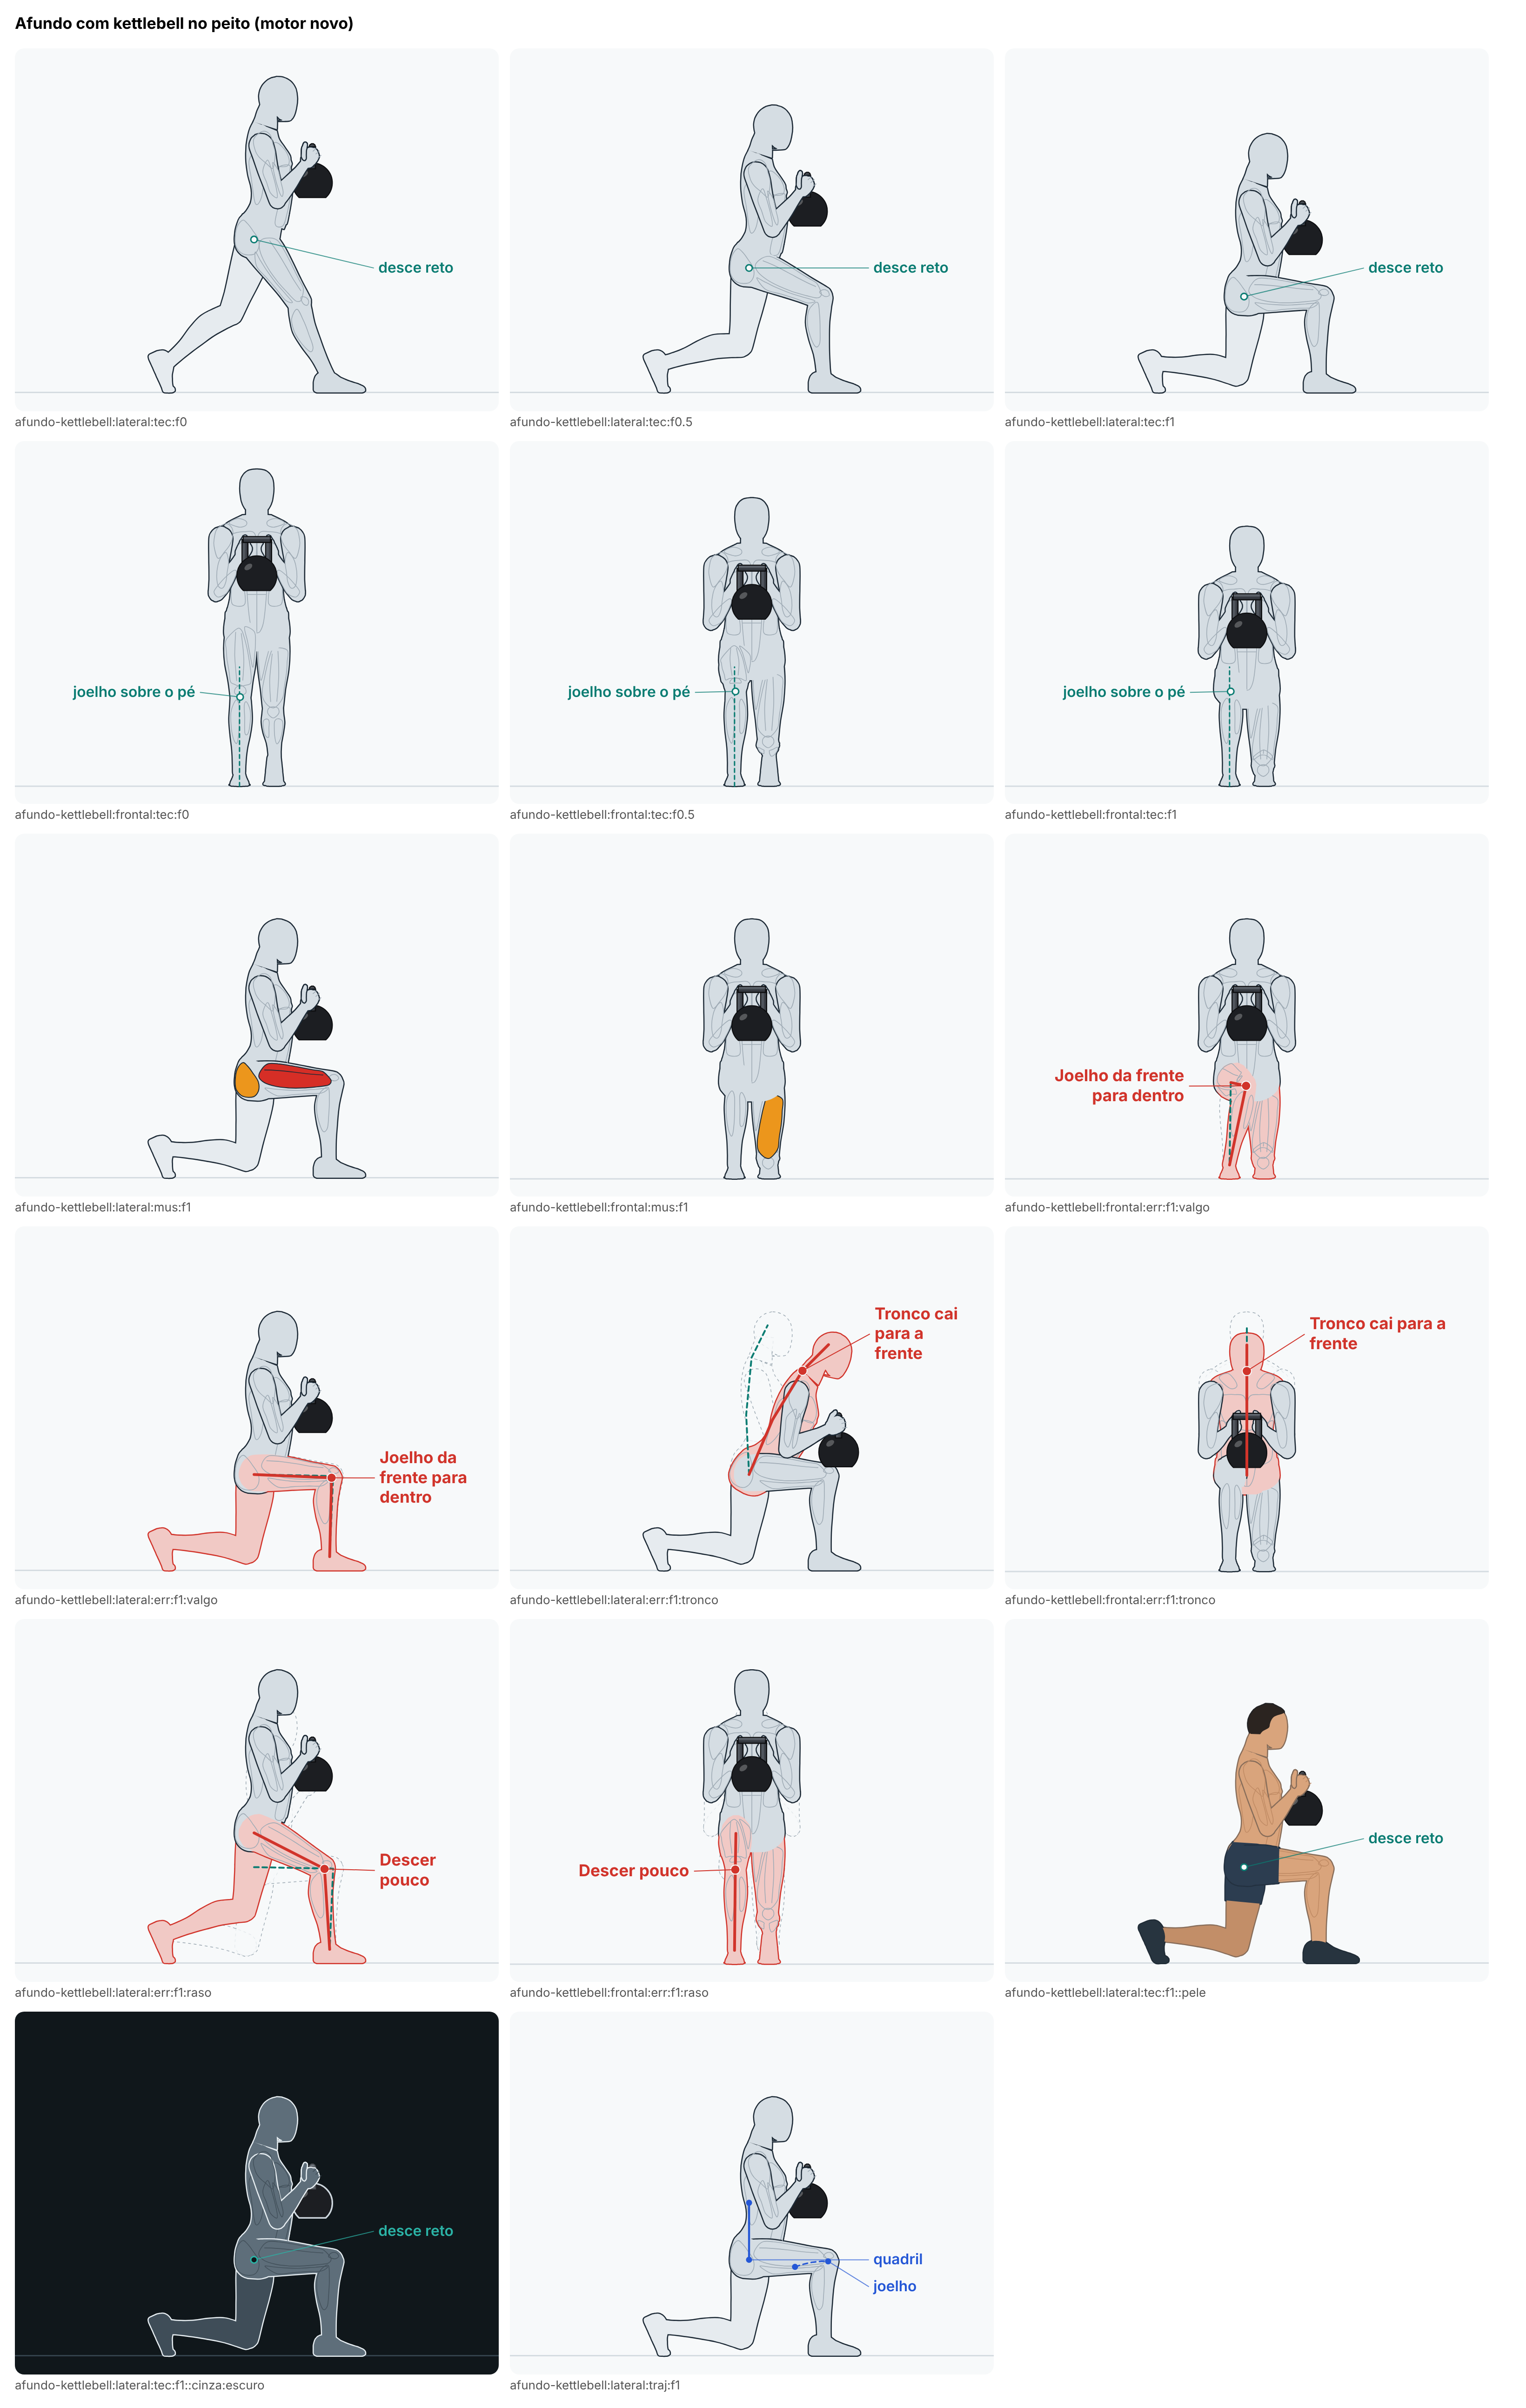 Afundo com kettlebell no peito (motor novo)
desce reto
desce reto
desce reto
afundo-kettlebell:lateral:tec:f0
afundo-kettlebell:lateral:tec:f0.5
afundo-kettlebell:lateral:tec:f1
joelho sobre o pé
joelho sobre o pé
joelho sobre o pé
afundo-kettlebell:frontal:tec:f0
afundo-kettlebell:frontal:tec:f0.5
afundo-kettlebell:frontal:tec:f1
Joelho da frente
para dentro
afundo-kettlebell:lateral:mus:f1
afundo-kettlebell:frontal:mus:f1
afundo-kettlebell:frontal:err:f1:valgo
Joelho da
frente para
dentro
Tronco cai
para a
frente
Tronco cai para a
frente
afundo-kettlebell:lateral:err:f1:valgo
afundo-kettlebell:lateral:err:f1:tronco
afundo-kettlebell:frontal:err:f1:tronco
Descer
pouco
Descer pouco
desce reto
afundo-kettlebell:lateral:err:f1:raso
afundo-kettlebell:frontal:err:f1:raso
afundo-kettlebell:lateral:tec:f1::pele
desce reto
quadril
joelho
afundo-kettlebell:lateral:tec:f1::cinza:escuro
afundo-kettlebell:lateral:traj:f1